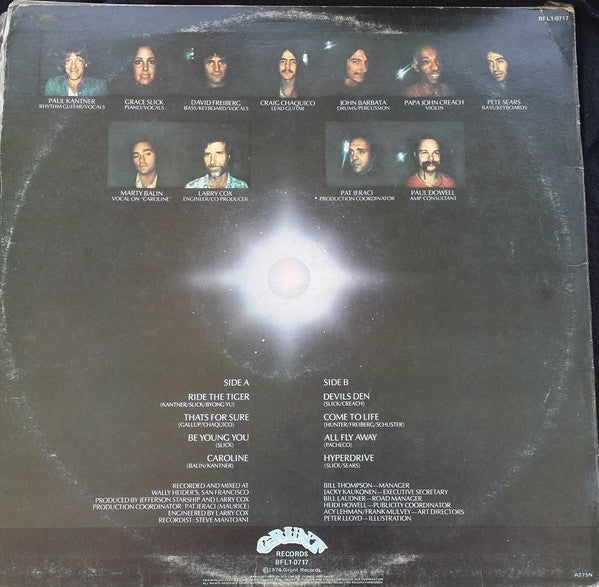 BFL1-0717
PAUL KANTNER
RHYTHM GUITAR/VOCALS
GRACE SLICK
PIANO/VOCALS
DAVID FREIBERG
BASS/KEYBOARD/VOCALS
CRAIG CHAQUICO
LEAD GUITAR
JOHN BARBATA
DRUMS/PERCUSSION
PAPA JOHN CREACH
VIOLIN
PETE SEARS
BASS/KEYBOARDS
MARTY BALIN
VOCAL ON "CAROLINE"
LARRY COX
ENGINEER/CO-PRODUCER
PAT IERACI
PRODUCTION COORDINATOR
PAUL DOWELL
AMP CONSULTANT
SIDE A
RIDE THE TIGER
(KANTNER/SLICK/BYONG YU)
THATS FOR SURE
(GALLUP/CHAQUICO)
BE YOUNG YOU
(SLICK)
CAROLINE
(BALIN/KANTNER)
SIDE B
DEVILS DEN
(SLICK/CREACH)
COME TO LIFE
(HUNTER/FREIBERG/SCHUSTER)
ALL FLY AWAY
(PACHECO)
HYPERDRIVE
(SLICK/SEARS)
RECORDED AND MIXED AT
WALLY HEIDER'S, SAN FRANCISCO
PRODUCED BY JEFFERSON STARSHIP AND LARRY COX
PRODUCTION COORDINATOR: PAT IERACI (MAURICE)
ENGINEERED BY LARRY COX
RECORDIST: STEVE MANTOANI
BILL THOMPSON—MANAGER
JACKY KAUKONEN—EXECUTIVE SECRETARY
BILL LAUDNER—ROAD MANAGER
HEIDI HOWELL—PUBLICITY COORDINATOR
ACY LEHMAN/FRANK MULVEY—ART DIRECTORS
PETER LLOYD—ILLUSTRATION
GRUNT
RECORDS
BFL1-0717
©1974 Grunt Records
A275N